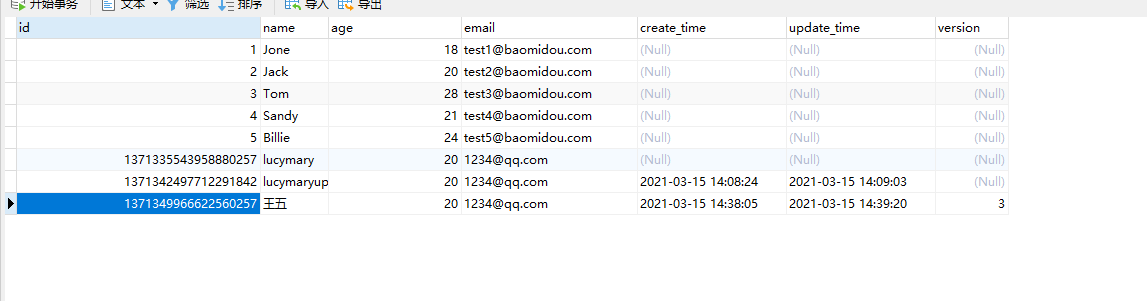 开始事务 文本 筛选 排序 导入 导出
id name age email create_time update_time version
1 Jone 18 test1@baomidou.com (Null) (Null) (Null)
2 Jack 20 test2@baomidou.com (Null) (Null) (Null)
3 Tom 28 test3@baomidou.com (Null) (Null) (Null)
4 Sandy 21 test4@baomidou.com (Null) (Null) (Null)
5 Billie 24 test5@baomidou.com (Null) (Null) (Null)
1371335543958880257 lucymary 20 1234@qq.com (Null) (Null) (Null)
1371342497712291842 lucymaryup 20 1234@qq.com 2021-03-15 14:08:24 2021-03-15 14:09:03 (Null)
1371349966622560257 王五 20 1234@qq.com 2021-03-15 14:38:05 2021-03-15 14:39:20 3